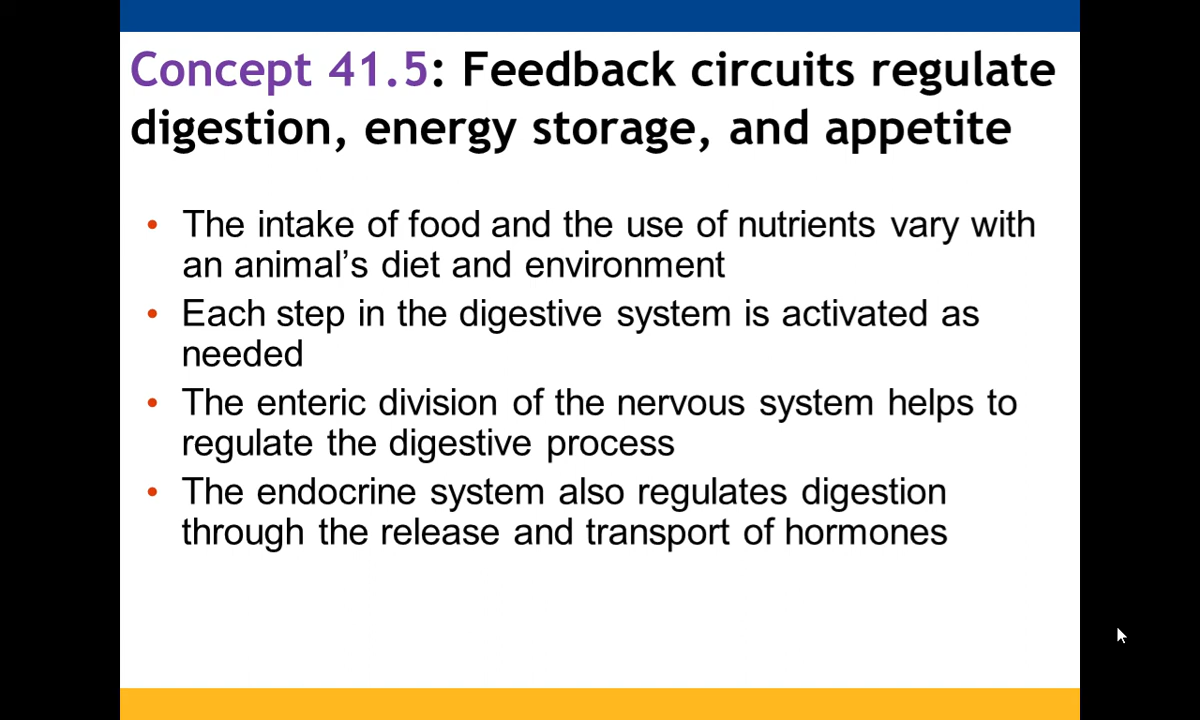 Concept 41.5: Feedback circuits regulate
digestion, energy storage, and appetite
• The intake of food and the use of nutrients vary with
an animal’s diet and environment
• Each step in the digestive system is activated as
needed
• The enteric division of the nervous system helps to
regulate the digestive process
• The endocrine system also regulates digestion
through the release and transport of hormones